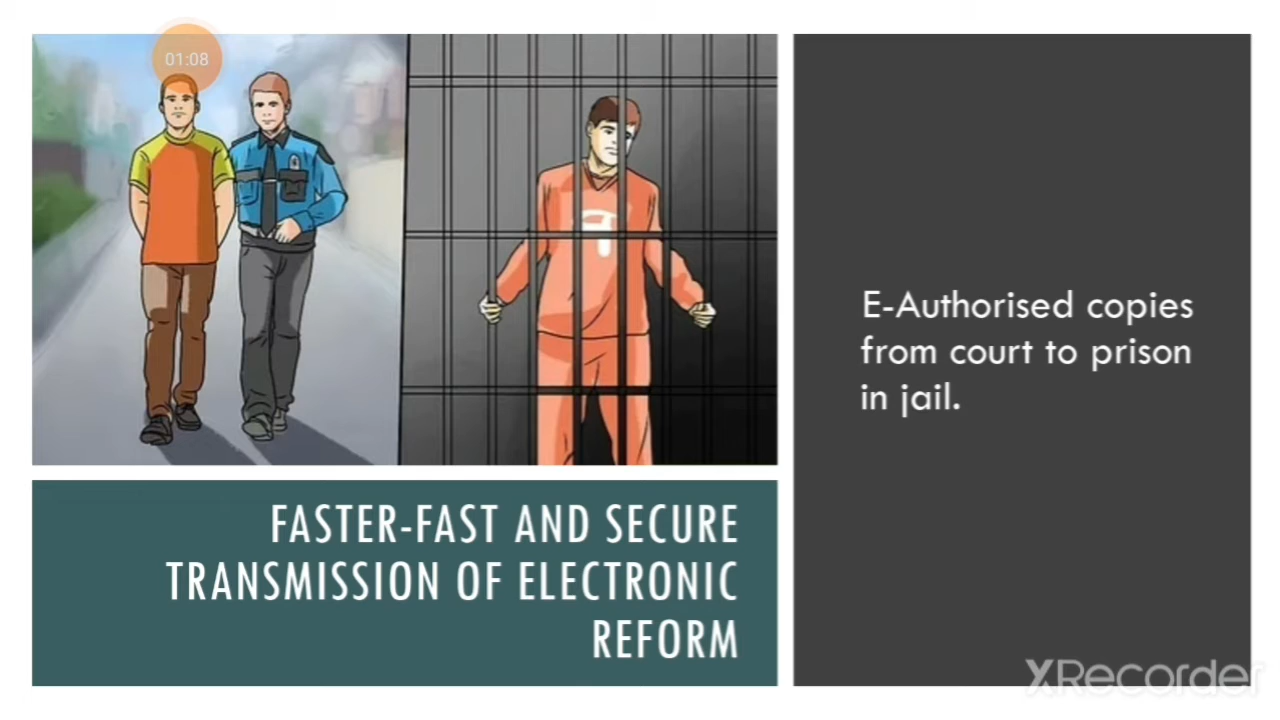 01:08
E-Authorised copies
from court to prison
in jail.
FASTER-FAST AND SECURE
TRANSMISSION OF ELECTRONIC
REFORM
XRecorder